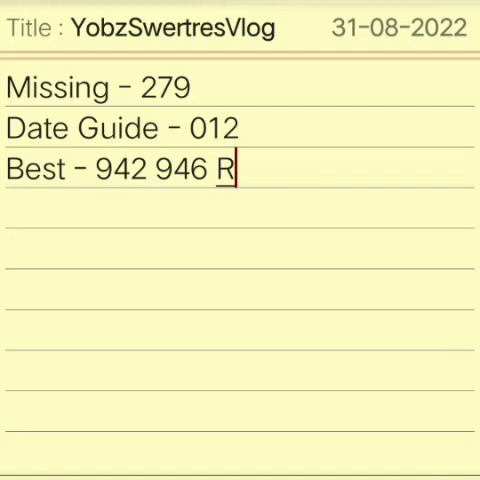 Title : YobzSwertresVlog 31-08-2022
Missing - 279
Date Guide - 012
Best - 942 946 R